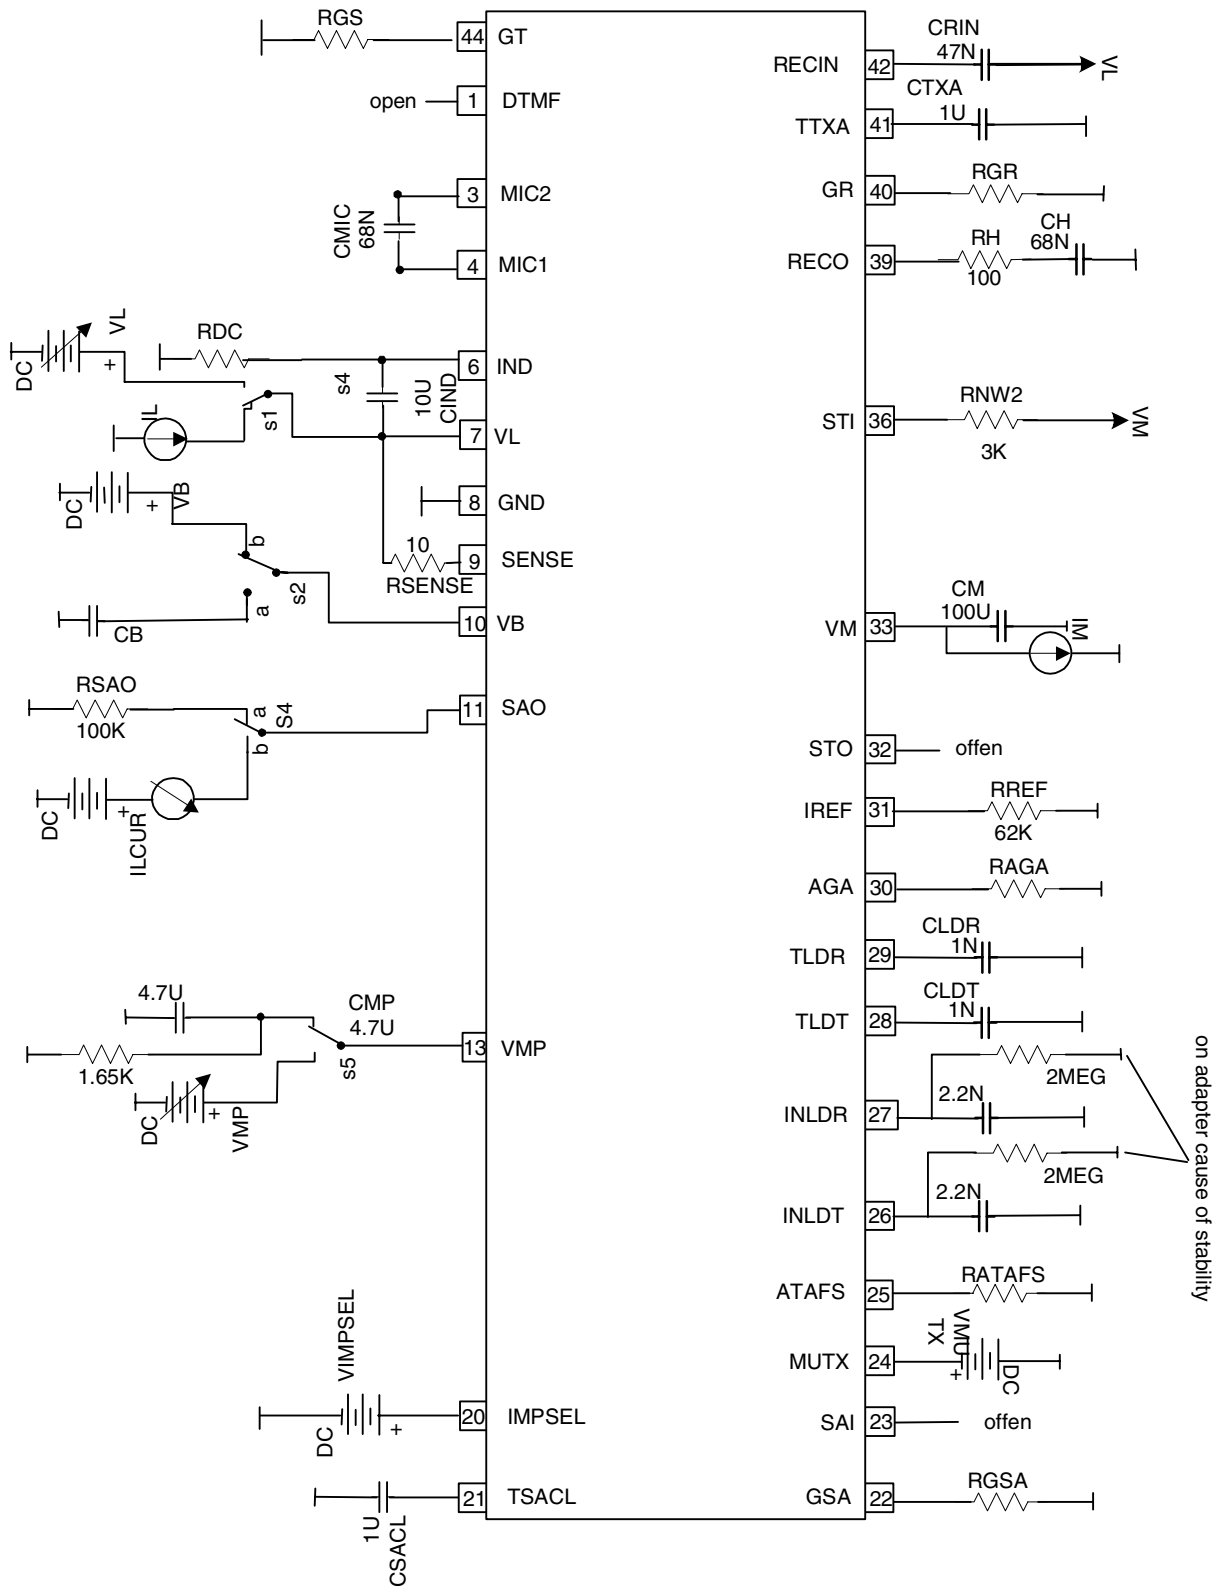 RGS
44 GT
open 1 DTMF
3 MIC2
CMIC
68N
4 MIC1
VL
DC
+
RDC
6 IND
s4
10U
CIND
IL
s1
7 VL
VB
DC
+
8 GND
b
10
9 SENSE
RSENSE
s2
a
CB
10 VB
RSAO
100K
a
S4
b
11 SAO
DC
+
ILCUR
4.7U
CMP
4.7U
13 VMP
s5
1.65K
DC
+
VMP
VIMPSEL
DC
+
20 IMPSEL
21 TSACL
1U
CSACL
CRIN
RECIN 42 47N VL
CTXA
TTXA 41 1U
RGR
GR 40
CH
RH 68N
RECO 39
100
RNW2
STI 36 VM
3K
CM
100U
VM 33
IM
STO 32 offen
RREF
IREF 31
62K
RAGA
AGA 30
CLDR
1N
TLDR 29
CLDT
1N
TLDT 28
2MEG
2.2N
INLDR 27
2MEG
2.2N
INLDT 26
on adapter cause of stability
RATAFS
ATAFS 25
VMU
TX
MUTX 24
+
DC
SAI 23 offen
RGSA
GSA 22